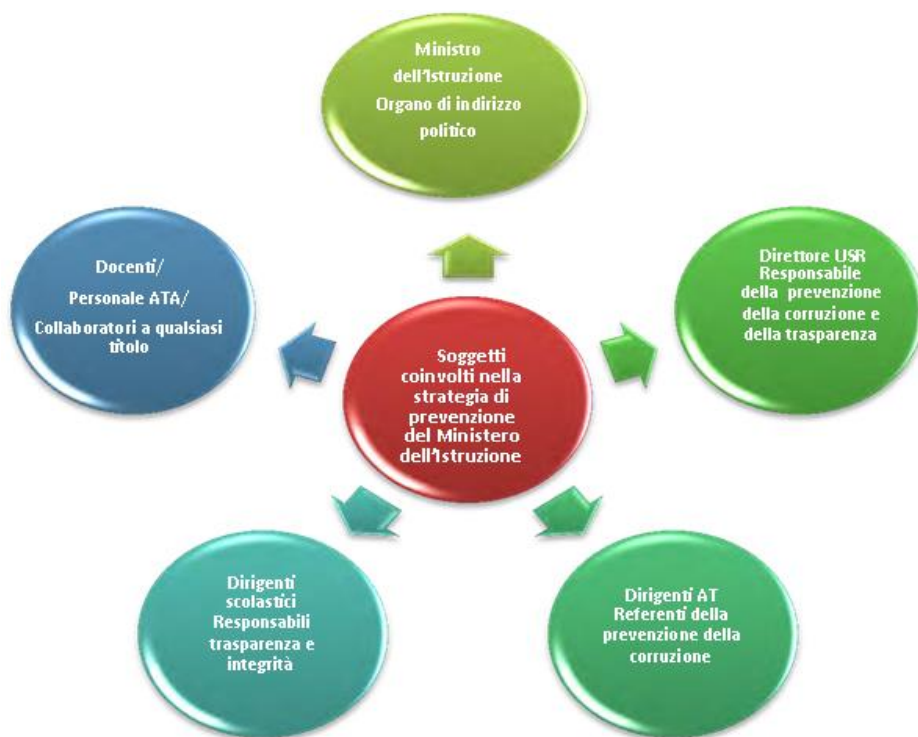 Ministro
dell'Istruzione
Organo di indirizzo
politico
Direttore USR
Responsabile
della prevenzione
della corruzione e
della trasparenza
Dirigenti AT
Referenti della
prevenzione della
corruzione
Dirigenti
scolastici
Responsabili
trasparenza e
integrità
Docenti/
Personale ATA/
Collaboratori a qualsiasi
titolo
Soggetti
coinvolti nella
strategia di
prevenzione
del Ministero
dell'Istruzione